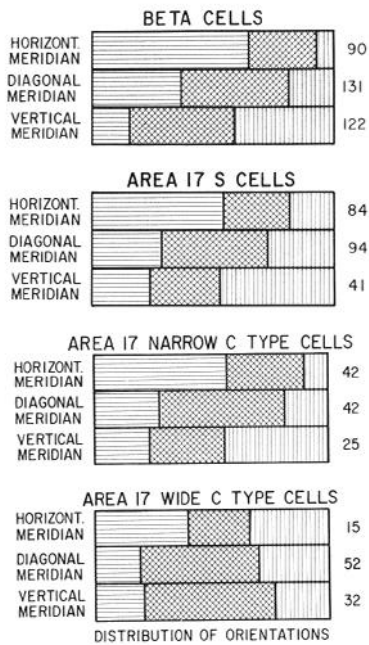 BETA CELLS
HORIZONT.
MERIDIAN
90
DIAGONAL
MERIDIAN
131
VERTICAL
MERIDIAN
122
AREA 17 S CELLS
HORIZONT.
MERIDIAN
84
DIAGONAL
MERIDIAN
94
VERTICAL
MERIDIAN
41
AREA 17 NARROW C TYPE CELLS
HORIZONT.
MERIDIAN
42
DIAGONAL
MERIDIAN
42
VERTICAL
MERIDIAN
25
AREA 17 WIDE C TYPE CELLS
HORIZONT.
MERIDIAN
15
DIAGONAL
MERIDIAN
52
VERTICAL
MERIDIAN
32
DISTRIBUTION OF ORIENTATIONS